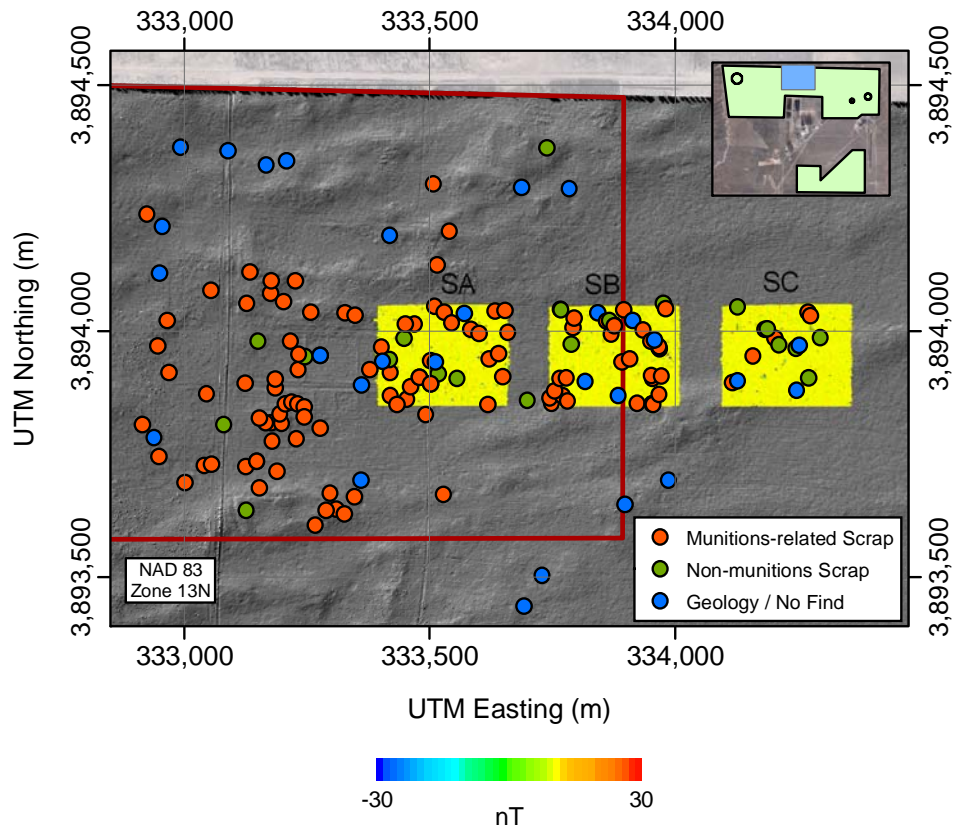 333,000 333,500 334,000
3,894,500 3,894,500
3,894,000 3,894,000
3,893,500 3,893,500
UTM Northing (m)
SA SB SC
NAD 83
Zone 13N
Munitions-related Scrap
Non-munitions Scrap
Geology / No Find
333,000 333,500 334,000
UTM Easting (m)
-30 30
nT